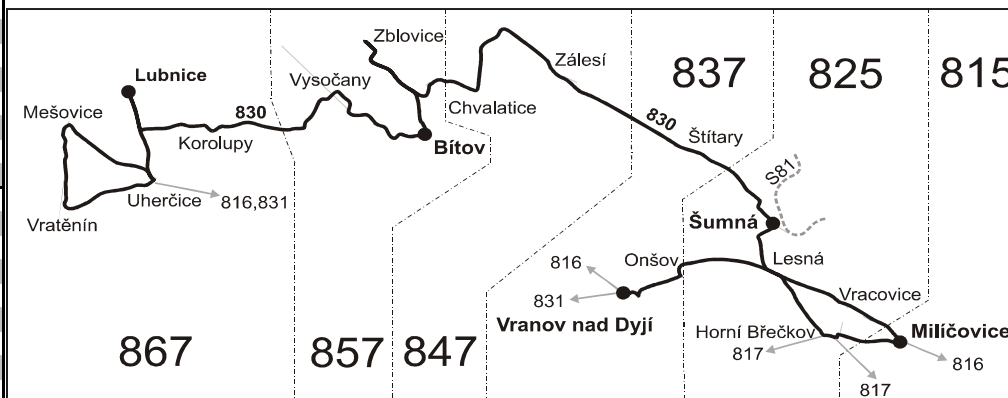 Zblovice
Zálesí
Lubnice
Vysočany
837
825
815
Mešovice
830
Chvalatice
830
Štítary
Korolupy
Bítov
S81
Uherčice
816,831
Vratěnín
Šumná
Onšov
Lesná
816
831
Vracovice
Vranov nad Dyjí
Horní Břečkov
Milíčovice
867
857
847
817
816
817